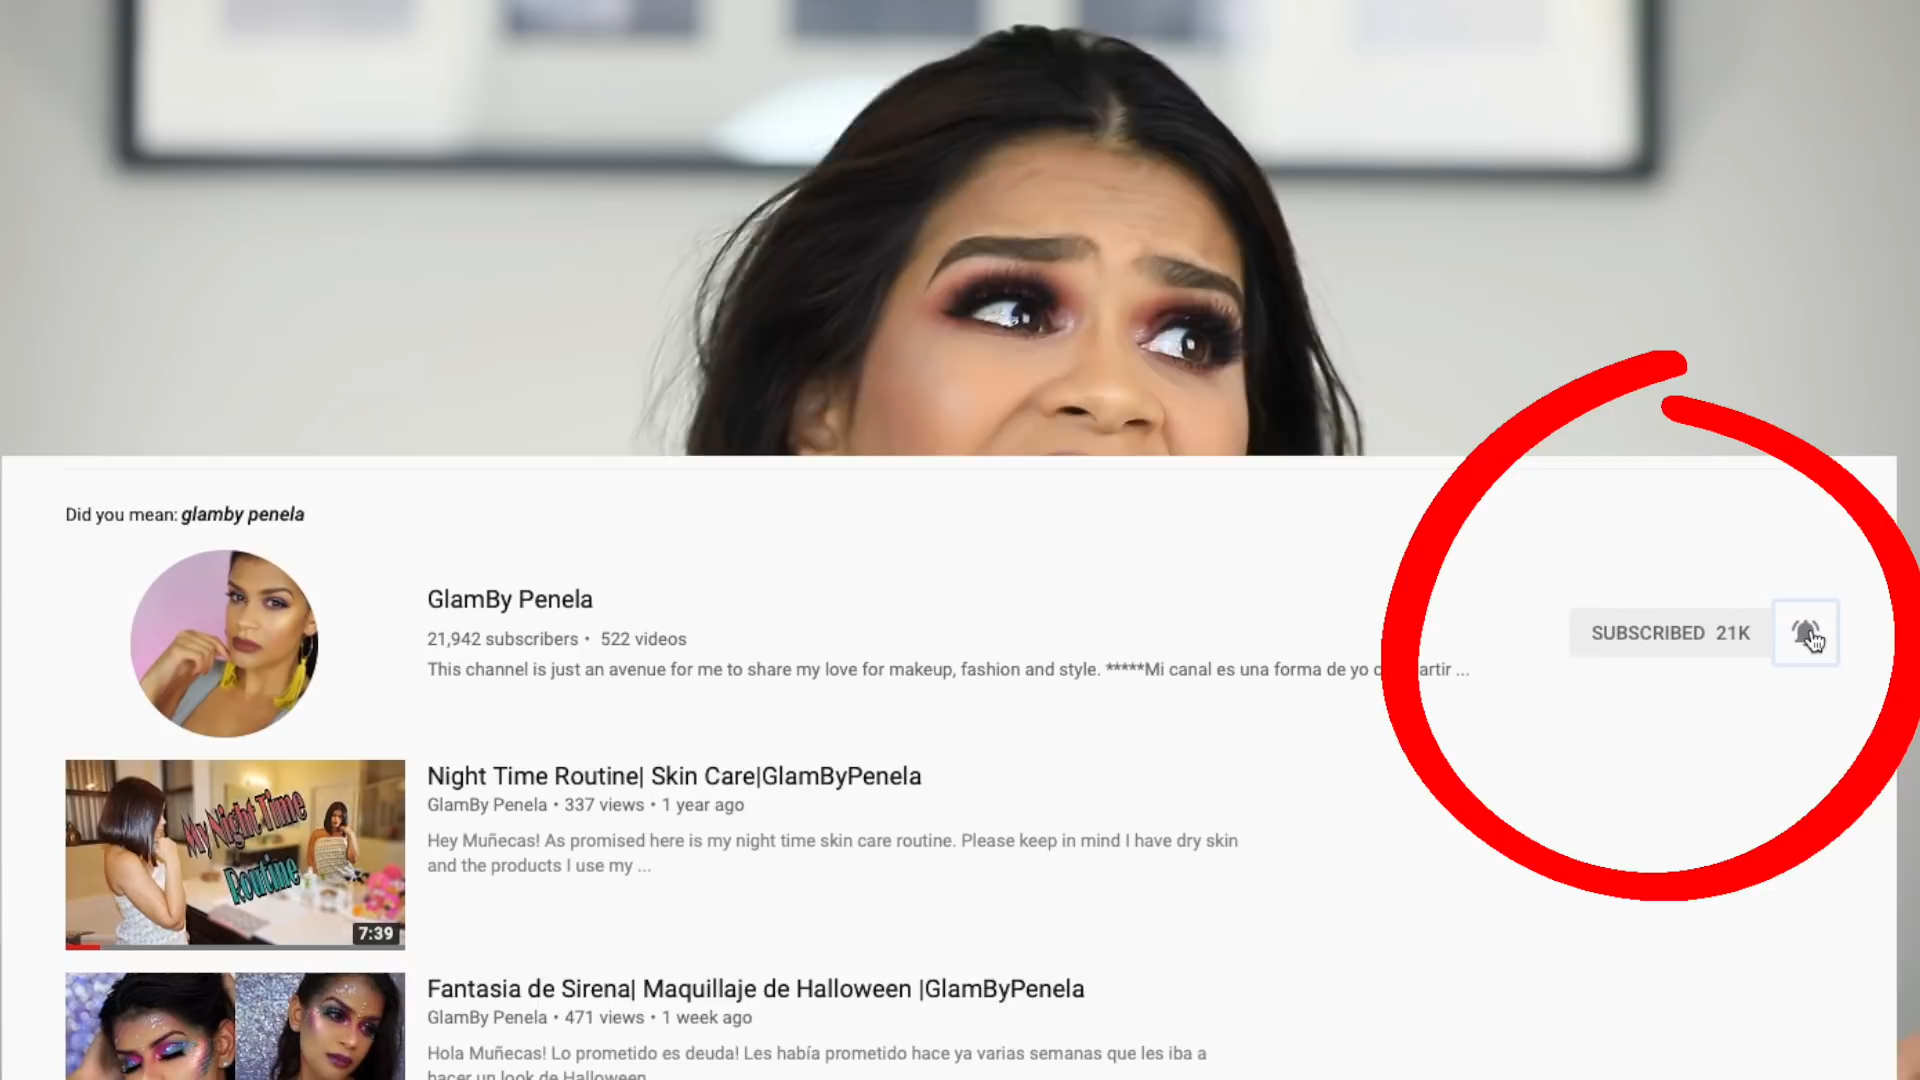 Did you mean: glamby penela
GlamBy Penela
21,942 subscribers • 522 videos
This channel is just an avenue for me to share my love for makeup, fashion and style. *****Mi canal es una forma de yo artir ...
SUBSCRIBED 21K
Night Time Routine| Skin Care|GlamByPenela
GlamBy Penela • 337 views • 1 year ago
Hey Muñecas! As promised here is my night time skin care routine. Please keep in mind I have dry skin
and the products I use my ...
My Night Time
Routine
7:39
Fantasia de Sirena| Maquillaje de Halloween |GlamByPenela
GlamBy Penela • 471 views • 1 week ago
Hola Muñecas! Lo prometido es deuda! Les había prometido hace ya varias semanas que les iba a
hacer un look de Halloween